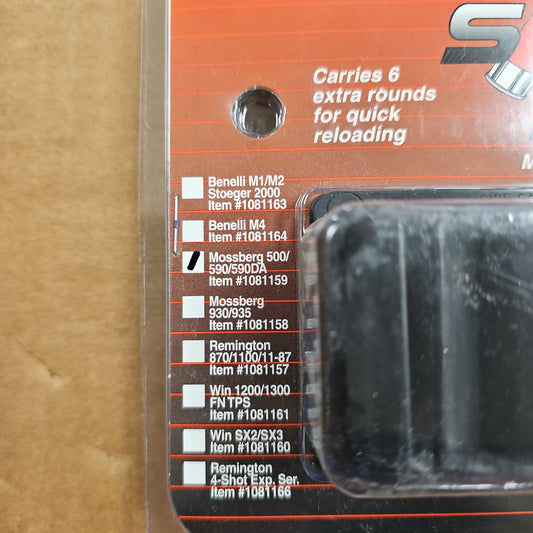 Carries 6
extra rounds
for quick
reloading
Benelli M1/M2
Stoeger 2000
Item #1081163
Benelli M4
Item #1081164
Mossberg 500/
590/590DA
Item #1081159
Mossberg
930/935
Item #1081158
Remington
870/1100/11-87
Item #1081157
Win 1200/1300
FN TPS
Item #1081161
Win SX2/SX3
Item #1081160
Remington
4-Shot Exp. Ser.
Item #1081166